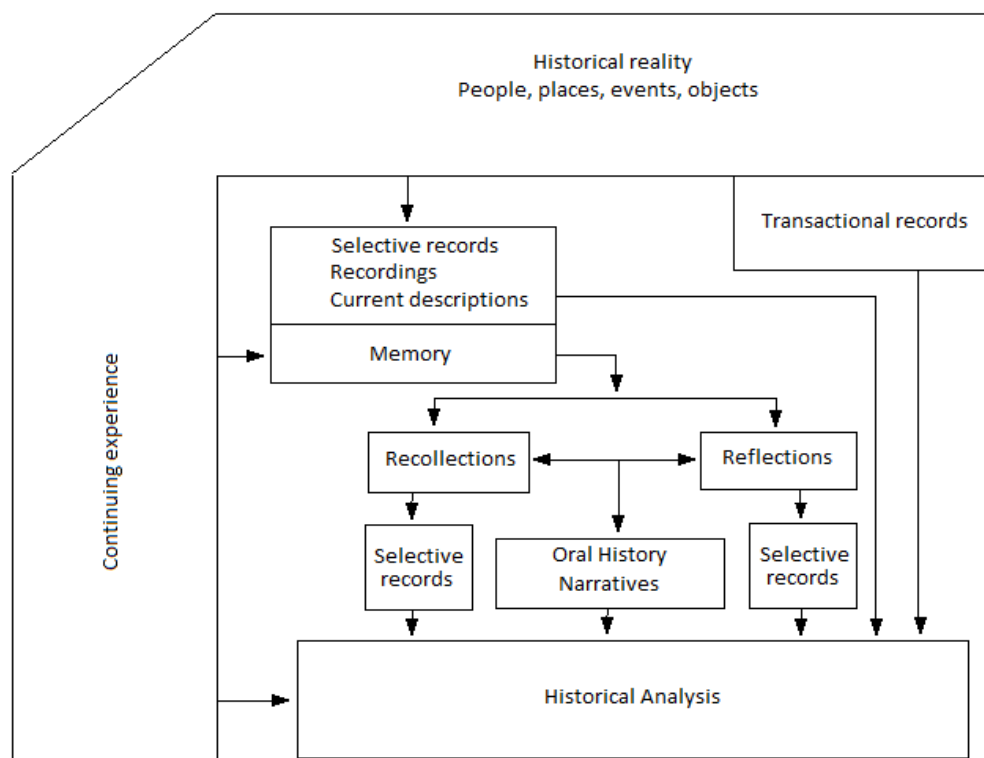 Historical reality
People, places, events, objects
Transactional records
Selective records
Recordings
Current descriptions
Memory
Continuing experience
Recollections
Reflections
Selective
records
Oral History
Narratives
Selective
records
Historical Analysis